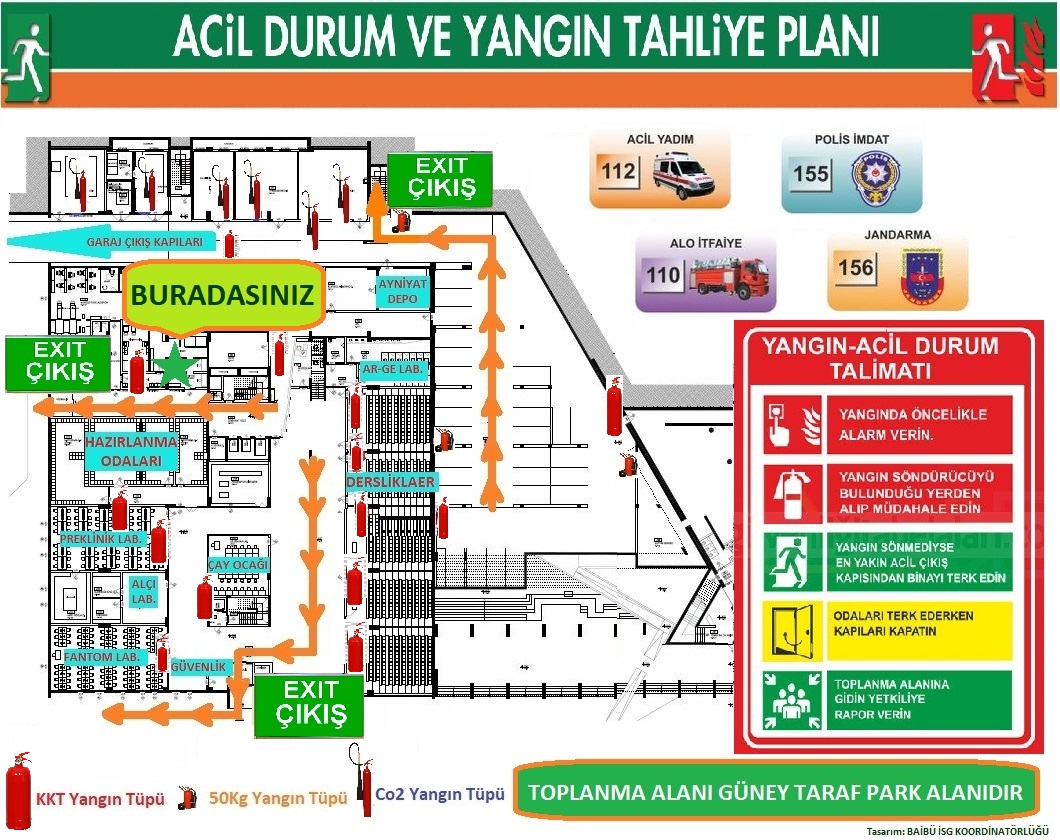 ACİL DURUM VE YANGIN TAHLİYE PLANI
ACİL YADIM
112
POLİS İMDAT
155
POLİS
ALO İTFAİYE
110
JANDARMA
156
EXIT
ÇIKIŞ
GARAJ ÇIKIŞ KAPILARI
BURADASINIZ
AYNİYAT
DEPO
EXIT
ÇIKIŞ
AR-GE LAB.
HAZIRLANMA
ODALARI
DERSLİKLAER
PREKLİNİK LAB.
ÇAY OCAĞI
ALÇI
LAB.
FANTOM LAB.
GÜVENLİK
EXIT
ÇIKIŞ
YANGIN-ACİL DURUM
TALİMATI
YANGINDA ÖNCELİKLE
ALARM VERİN.
YANGIN SÖNDÜRÜCÜYÜ
BULUNDUĞU YERDEN
ALIP MÜDAHALE EDİN
YANGIN SÖNMEDİYSE
EN YAKIN ACİL ÇIKIŞ
KAPISINDAN BİNAYI TERK EDİN
ODALARI TERK EDERKEN
KAPILARI KAPATIN
TOPLANMA ALANINA
GİDİN YETKİLİYE
RAPOR VERİN
KKT Yangın Tüpü
50Kg Yangın Tüpü
Co2 Yangın Tüpü
TOPLANMA ALANI GÜNEY TARAF PARK ALANIDIR
Tasarım: BAİBÜ İSG KOORDİNATÖRLÜĞÜ